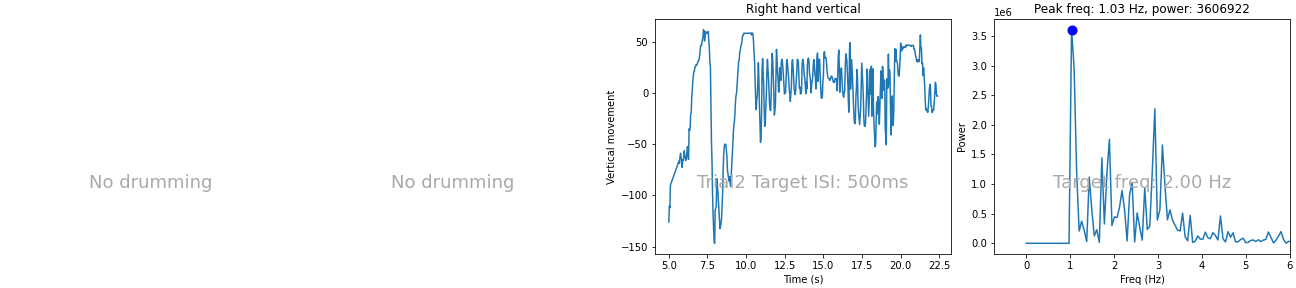 No drumming
No drumming
Right hand vertical
Vertical movement
50
0
−50
−100
−150
Trial 2 Target ISI: 500ms
5.0 7.5 10.0 12.5 15.0 17.5 20.0 22.5
Time (s)
Peak freq: 1.03 Hz, power: 3606922
1e6
Power
3.5
3.0
2.5
2.0
1.5
1.0
0.5
0.0
Target freq: 2.00 Hz
0 1 2 3 4 5 6
Freq (Hz)